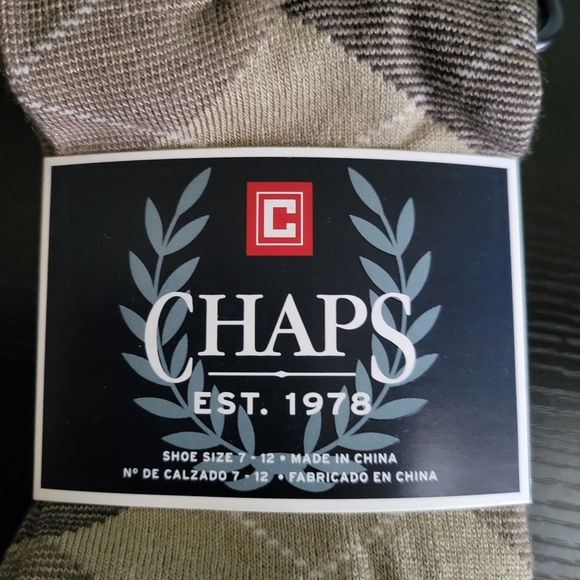 C
CHAPS
EST. 1978
SHOE SIZE 7 - 12 • MADE IN CHINA
Nº DE CALZADO 7 - 12 • FABRICADO EN CHINA